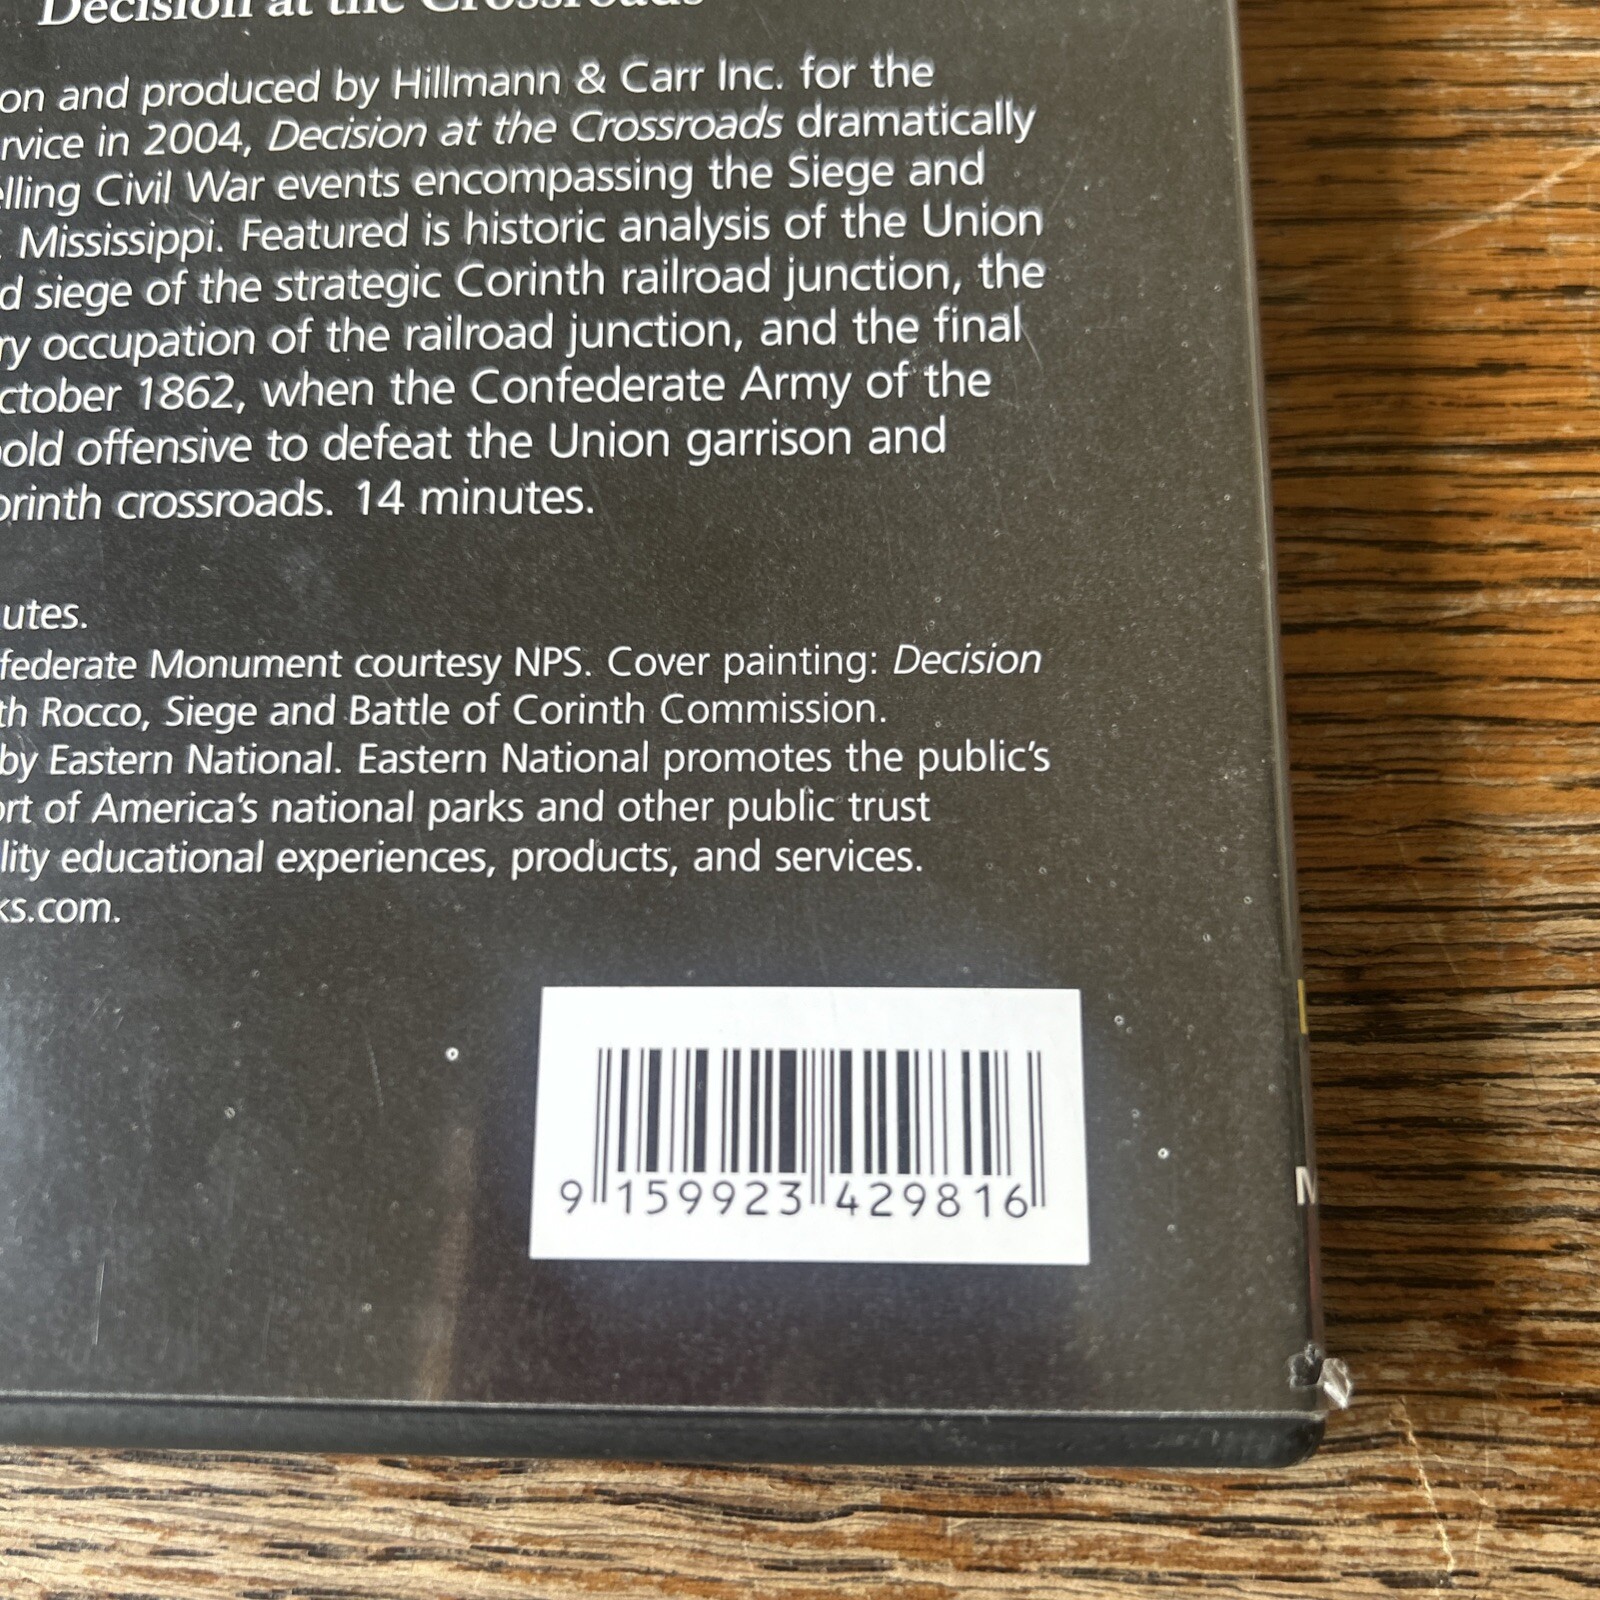 Decision at the Crossroads
on and produced by Hillmann & Carr Inc. for the
rvice in 2004, Decision at the Crossroads dramatically
elling Civil War events encompassing the Siege and
Mississippi. Featured is historic analysis of the Union
d siege of the strategic Corinth railroad junction, the
ry occupation of the railroad junction, and the final
ctober 1862, when the Confederate Army of the
bold offensive to defeat the Union garrison and
orinth crossroads. 14 minutes.
utes.
federate Monument courtesy NPS. Cover painting: Decision
th Rocco, Siege and Battle of Corinth Commission.
by Eastern National. Eastern National promotes the public's
ort of America's national parks and other public trust
lity educational experiences, products, and services.
ks.com.
9 159923 429816